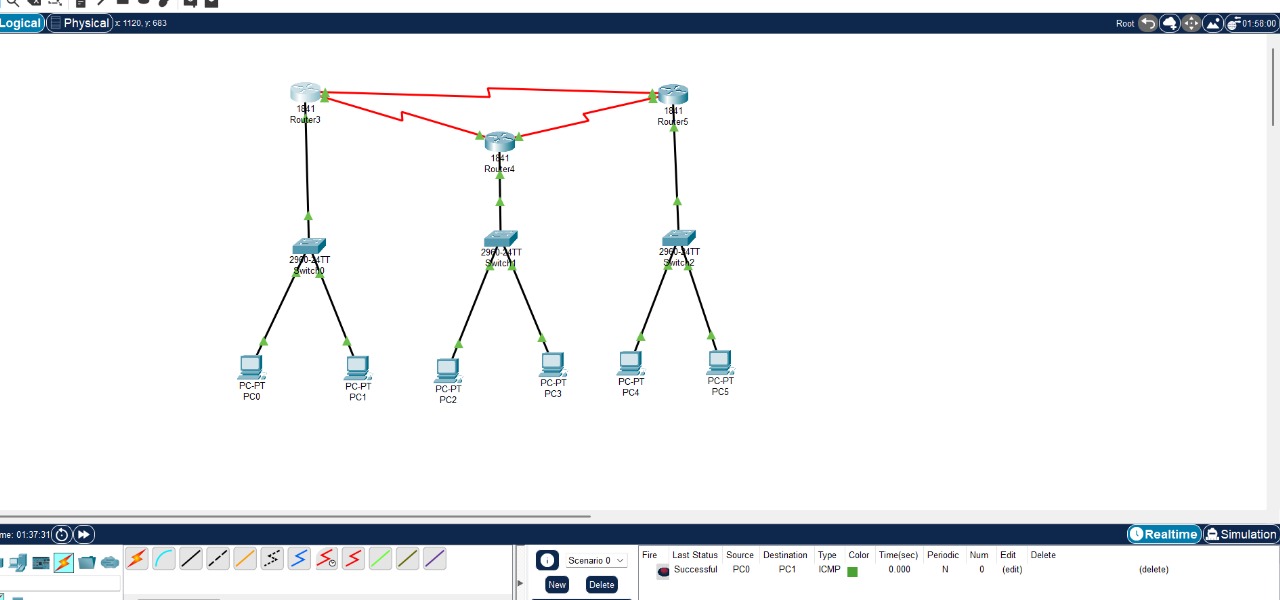 Logical Physical x: 1120, y: 683 Root 01:58:00
1841
Router3
1841
Router5
1841
Router4
2960-24TT
Switch0
2960-24TT
Switch1
2960-24TT
Switch2
PC-PT
PC0
PC-PT
PC1
PC-PT
PC2
PC-PT
PC3
PC-PT
PC4
PC-PT
PC5
me: 01:37:31 Realtime Simulation
Scenario 0
New Delete
Fire Last Status Source Destination Type Color Time(sec) Periodic Num Edit Delete
Successful PC0 PC1 ICMP 0.000 N 0 (edit) (delete)